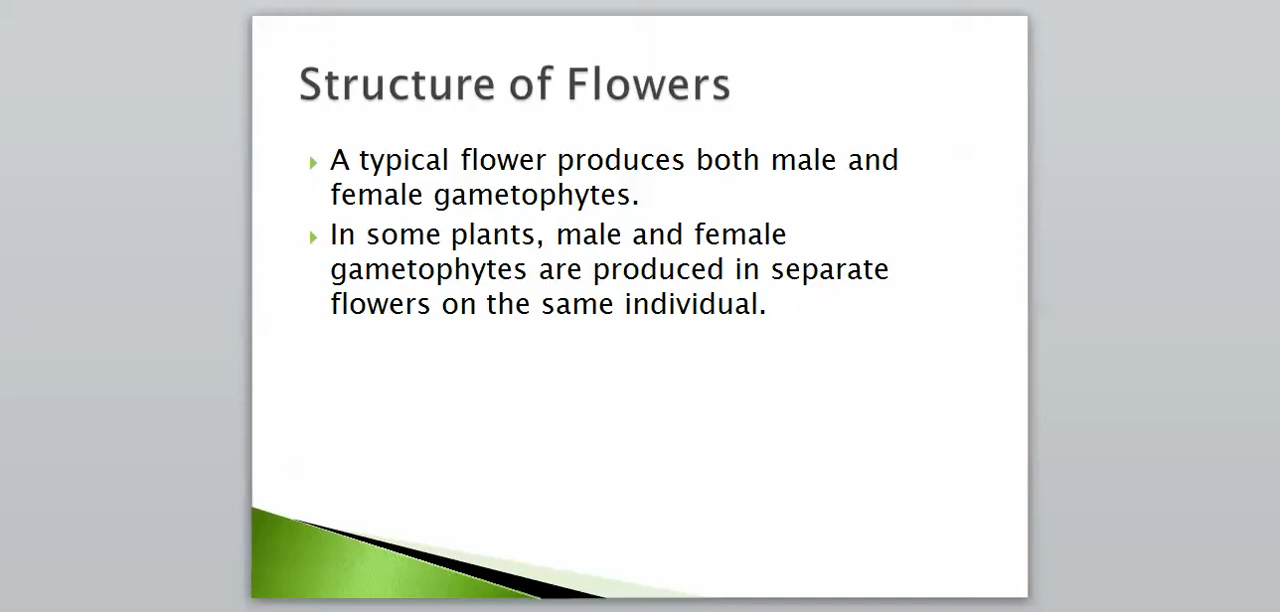 Structure of Flowers
A typical flower produces both male and
female gametophytes.
In some plants, male and female
gametophytes are produced in separate
flowers on the same individual.